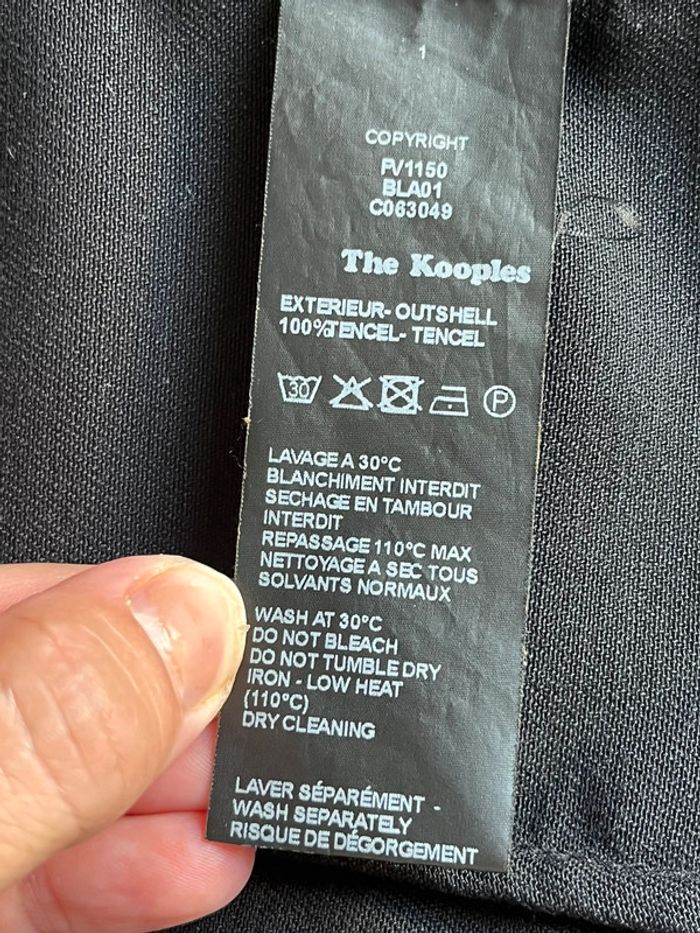 1
COPYRIGHT
FV1150
BLA01
C063049
The Kooples
EXTERIEUR- OUTSHELL
100%TENCEL- TENCEL
30
P
LAVAGE A 30°C
BLANCHIMENT INTERDIT
SECHAGE EN TAMBOUR
INTERDIT
REPASSAGE 110°C MAX
NETTOYAGE A SEC TOUS
SOLVANTS NORMAUX
WASH AT 30°C
DO NOT BLEACH
DO NOT TUMBLE DRY
IRON - LOW HEAT
(110°C)
DRY CLEANING
LAVER SÉPARÉMENT -
WASH SEPARATELY
RISQUE DE DÉGORGEMENT